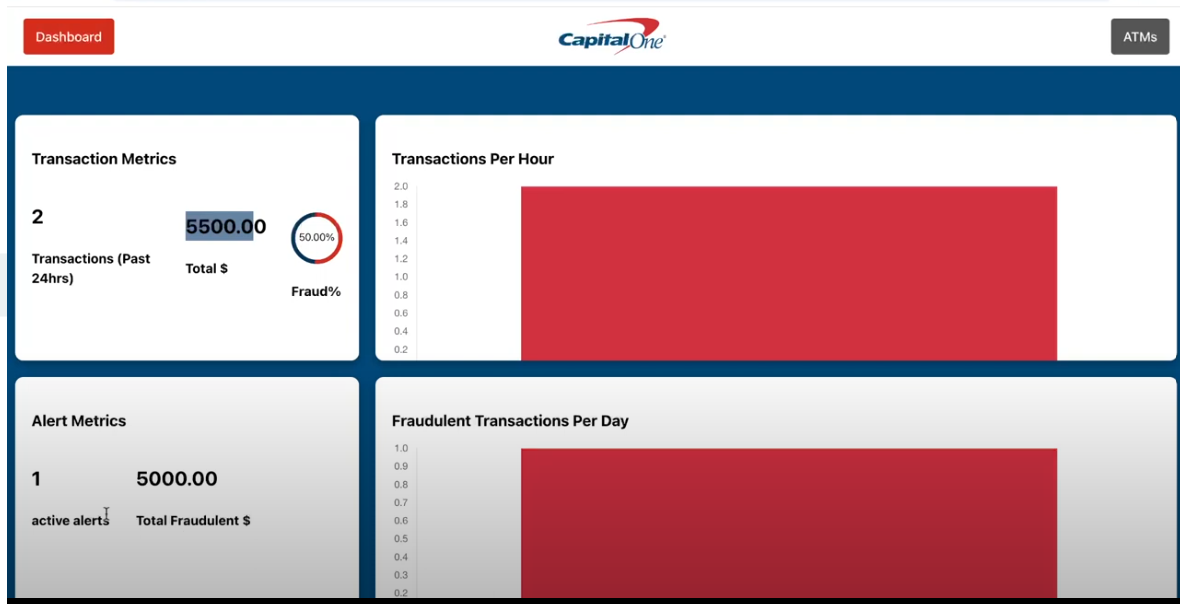 Dashboard
CapitalOne®
ATMs
Transaction Metrics
2
Transactions (Past
24hrs)
5500.00
Total $
50.00%
Fraud%
Transactions Per Hour
2.0
1.8
1.6
1.4
1.2
1.0
0.8
0.6
0.4
0.2
Alert Metrics
1
active alerts
5000.00
Total Fraudulent $
Fraudulent Transactions Per Day
1.0
0.9
0.8
0.7
0.6
0.5
0.4
0.3
0.2